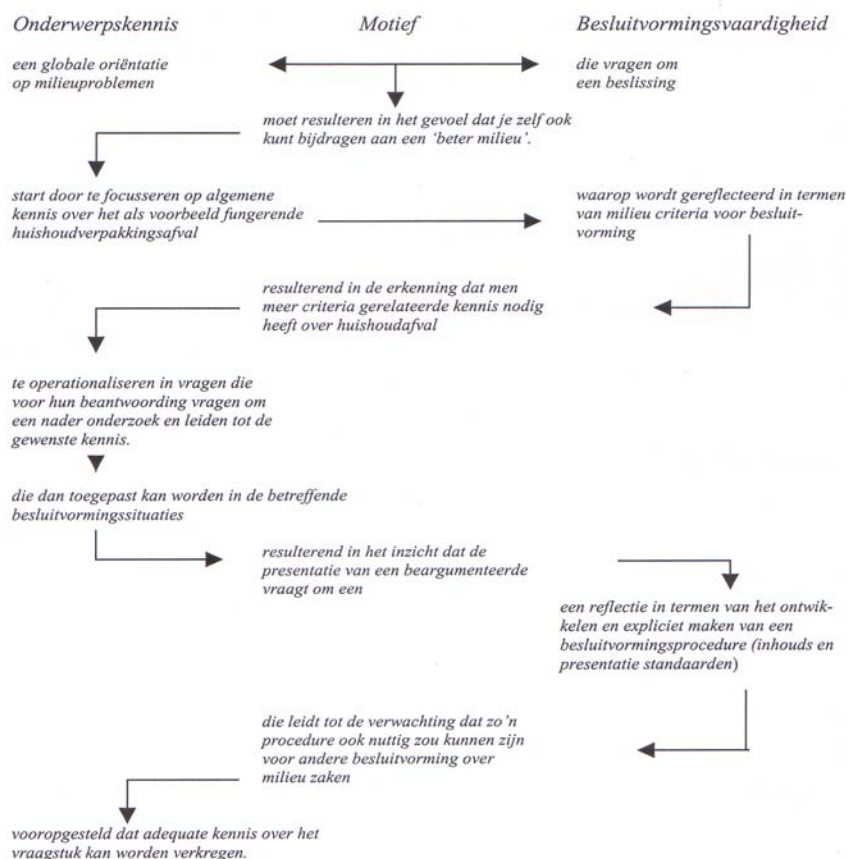 Onderwerpskennis
Motief
Besluitvormingsvaardigheid
een globale oriëntatie
op milieuproblemen
die vragen om
een beslissing
moet resulteren in het gevoel dat je zelf ook
kunt bijdragen aan een ‘beter milieu’.
start door te focusseren op algemene
kennis over het als voorbeeld fungerende
huishoudverpakkingsafval
waarop wordt gereflecteerd in termen
van milieu criteria voor besluit-
vorming
resulterend in de erkenning dat men
meer criteria gerelateerde kennis nodig
heeft over huishoudafval
te operationaliseren in vragen die
voor hun beantwoording vragen om
een nader onderzoek en leiden tot de
gewenste kennis.
die dan toegepast kan worden in de betreffende
besluitvormingssituaties
resulterend in het inzicht dat de
presentatie van een beargumenteerde
vraagt om een
een reflectie in termen van het ontwik-
kelen en expliciet maken van een
besluitvormingsprocedure (inhouds en
presentatie standaarden)
die leidt tot de verwachting dat zo’n
procedure ook nuttig zou kunnen zijn
voor andere besluitvorming over
milieu zaken
vooropgesteld dat adequate kennis over het
vraagstuk kan worden verkregen.